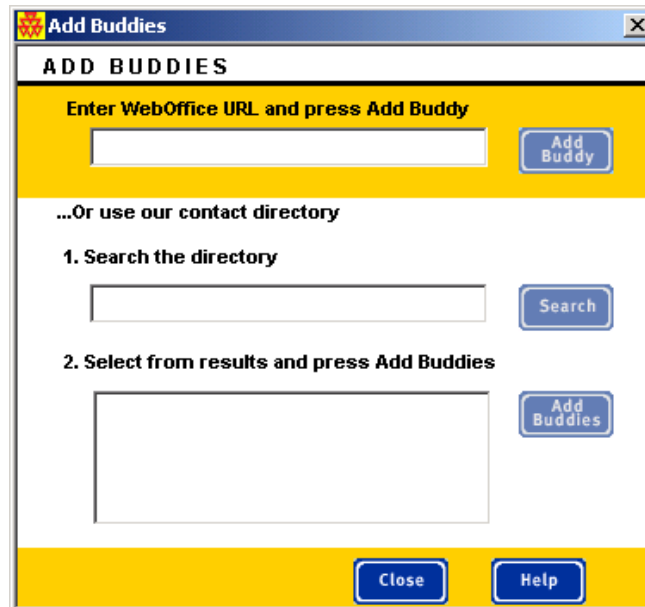 Add Buddies
ADD BUDDIES
Enter WebOffice URL and press Add Buddy
Add
Buddy
...Or use our contact directory
1. Search the directory
Search
2. Select from results and press Add Buddies
Add
Buddies
Close
Help